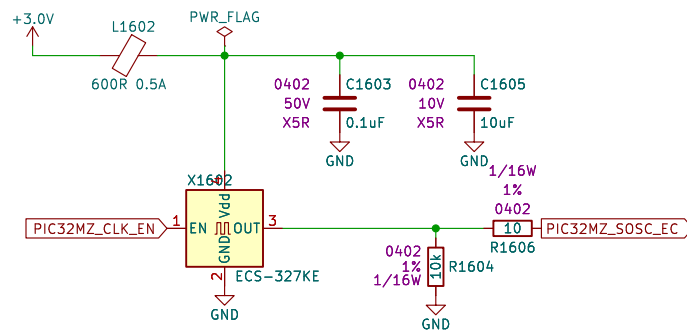 PWR_FLAG
+3.0V
L1602
600R 0.5A
0402
50V
X5R
C1603
0.1uF
GND
0402
10V
X5R
C1605
10uF
GND
X1602
4
Vdd
PIC32MZ_CLK_EN
1
EN
OUT
3
GND
2
ECS-327KE
GND
1/16W
1%
0402
10
R1606
PIC32MZ_SOSC_EC
0402
1%
1/16W
10k
R1604
GND